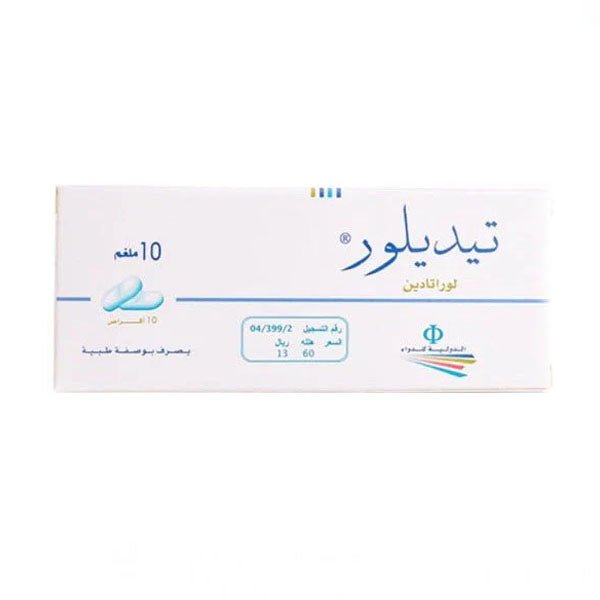 تيديلور ®
لوراتادين
10 ملغم
10 أقراص
يصرف بوصفة طبية
رقم التسجيل 04/399/2
السعر هللة ريال
60 13
الدولية للدواء